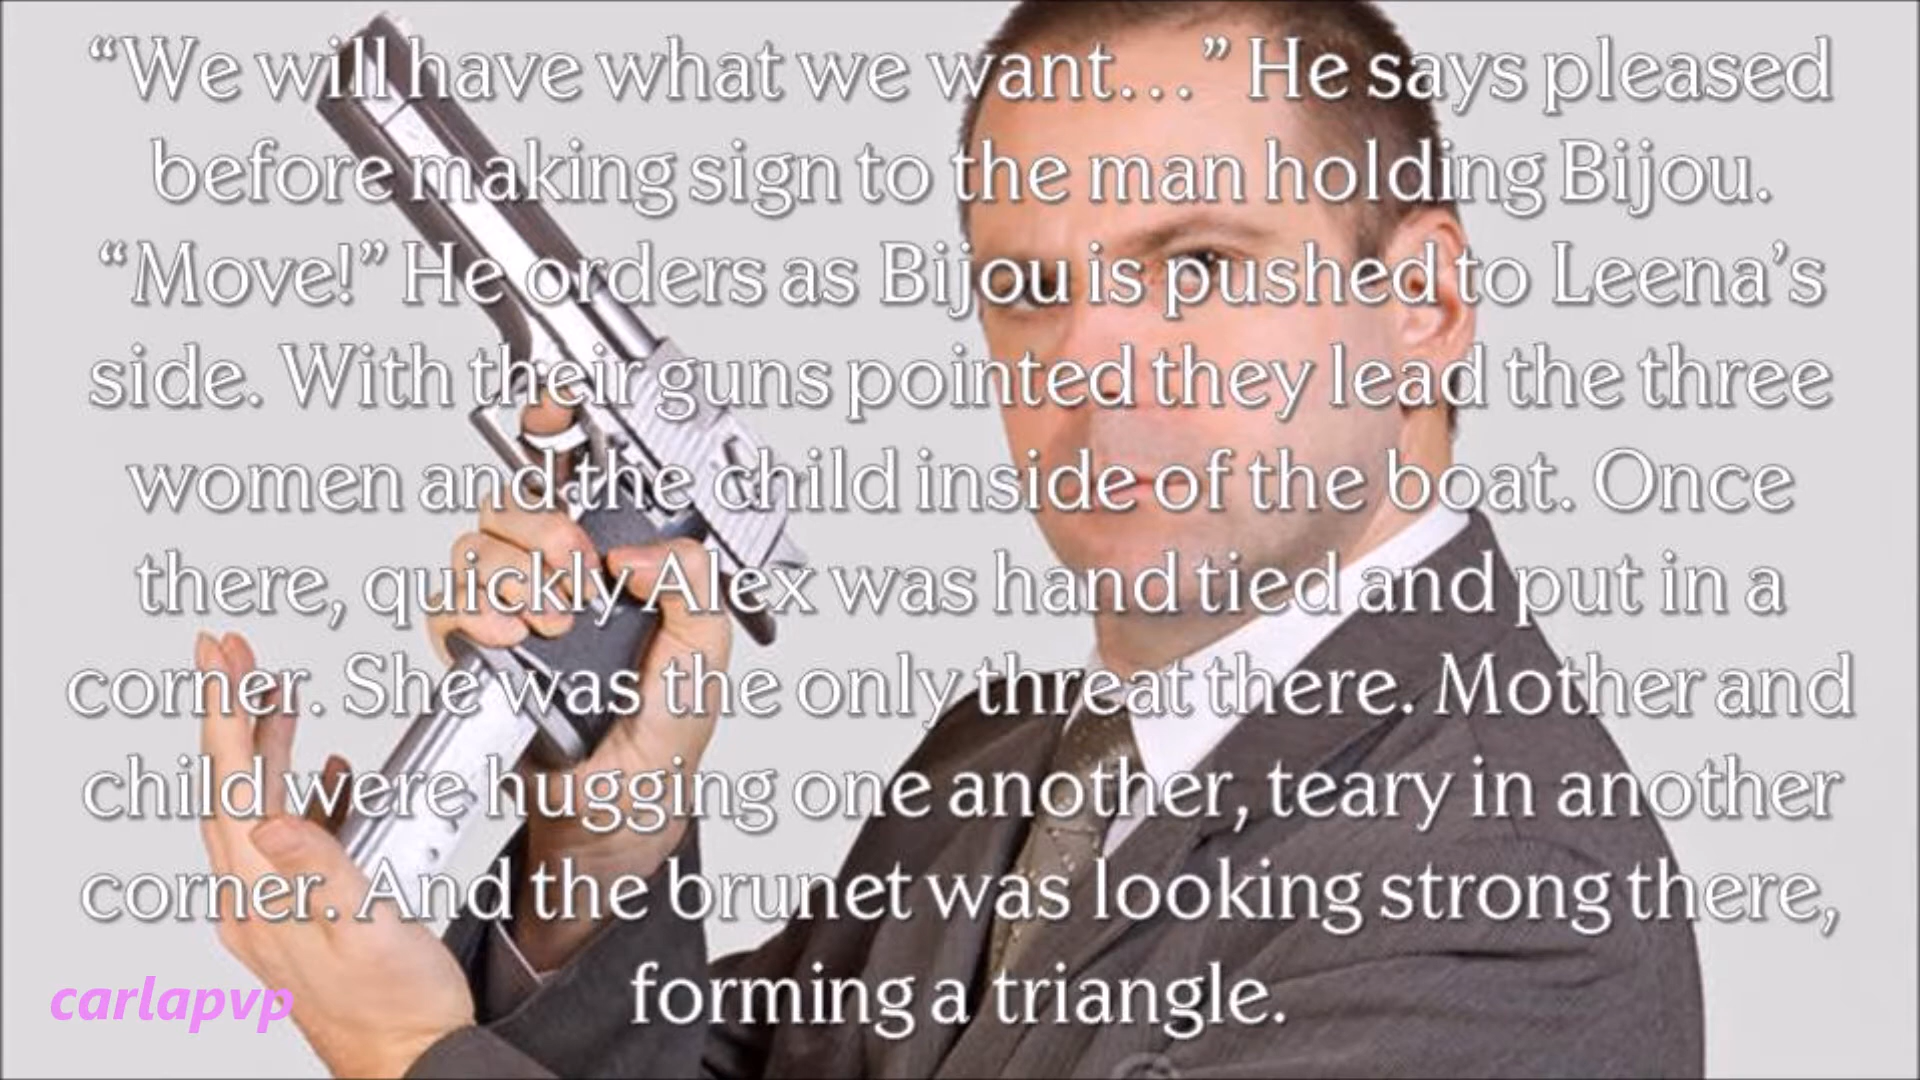 “We will have what we want…” He says pleased
before making sign to the man holding Bijou.
“Move!” He orders as Bijou is pushed to Leena’s
side. With their guns pointed they lead the three
women and the child inside of the boat. Once
there, quickly Alex was hand tied and put in a
corner. She was the only threat there. Mother and
child were hugging one another, teary in another
corner. And the brunet was looking strong there,
forming a triangle.
carlapvp